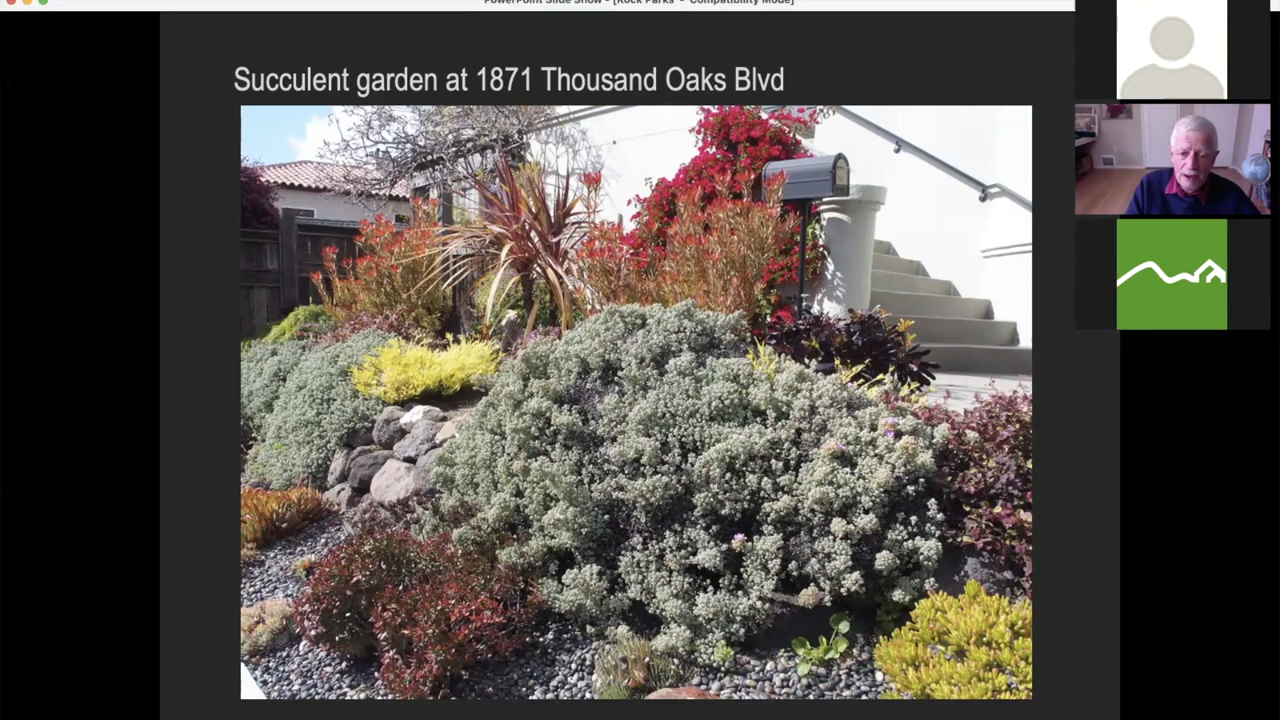 PowerPoint Slide Show - [Rock Parks - Compatibility Mode]
Succulent garden at 1871 Thousand Oaks Blvd